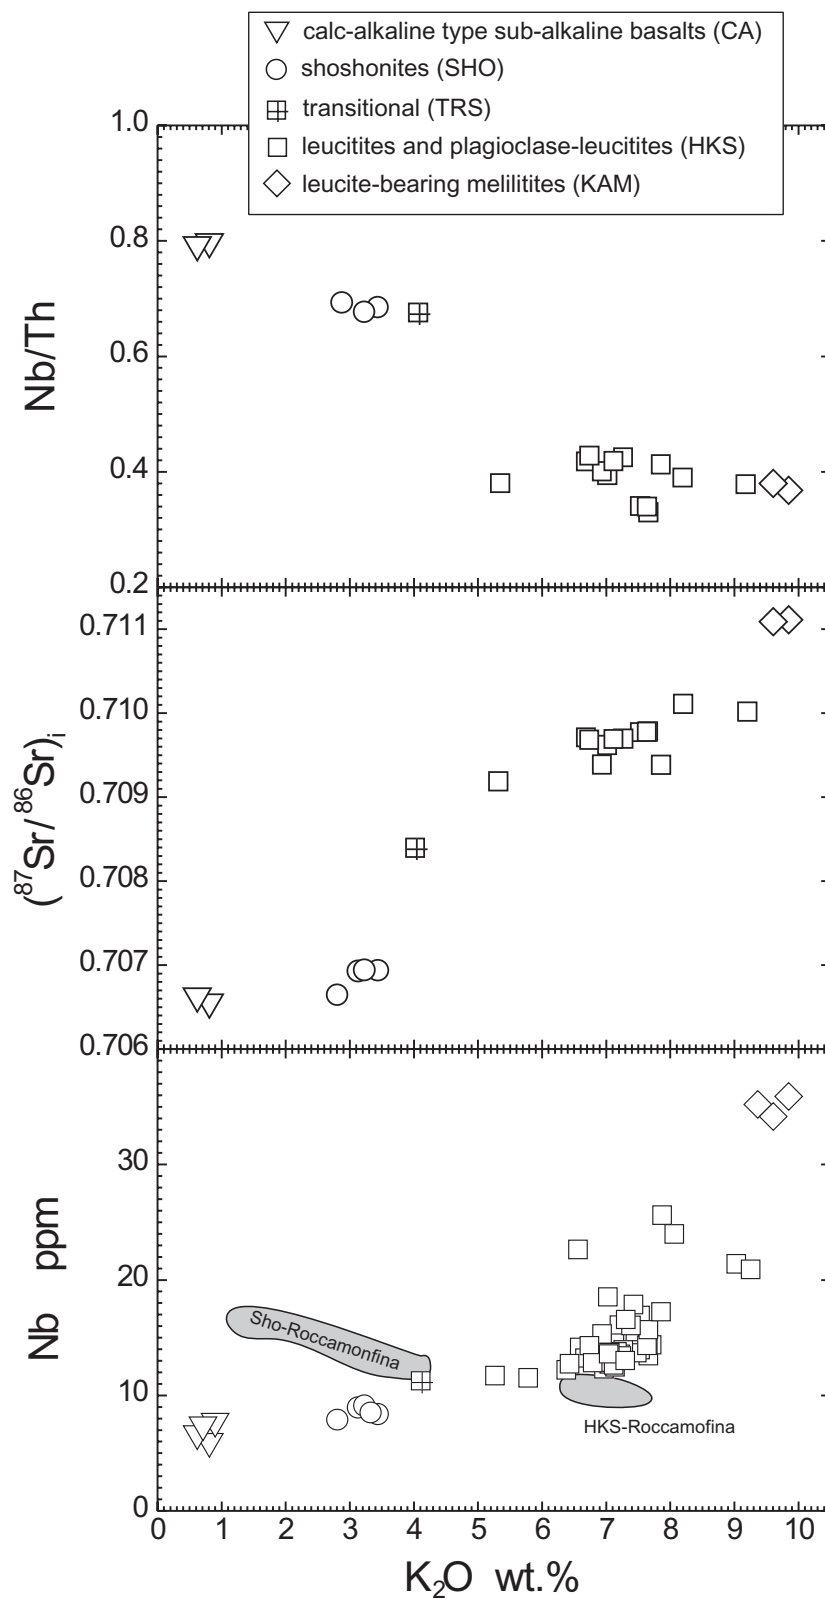 calc-alkaline type sub-alkaline basalts (CA)
shoshonites (SHO)
transitional (TRS)
leucitites and plagioclase-leucitites (HKS)
leucite-bearing melilitites (KAM)
1.0
0.8
0.6
0.4
0.2
Nb/Th
0.711
0.710
0.709
0.708
0.707
0.706
(⁸⁷Sr/⁸⁶Sr)ᵢ
30
20
10
0
Nb ppm
Sho-Roccamonfina
HKS-Roccamofina
0 1 2 3 4 5 6 7 8 9 10
K₂O wt.%